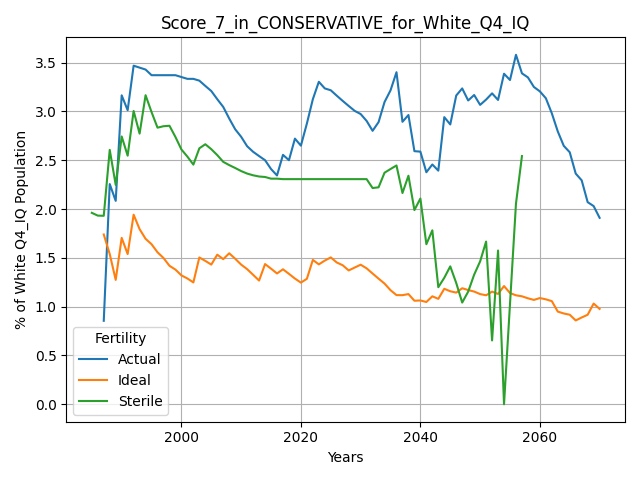 Score_7_in_CONSERVATIVE_for_White_Q4_IQ
% of White Q4_IQ Population
3.5
3.0
2.5
2.0
1.5
1.0
0.5
0.0
Fertility
Actual
Ideal
Sterile
2000
2020
2040
2060
Years